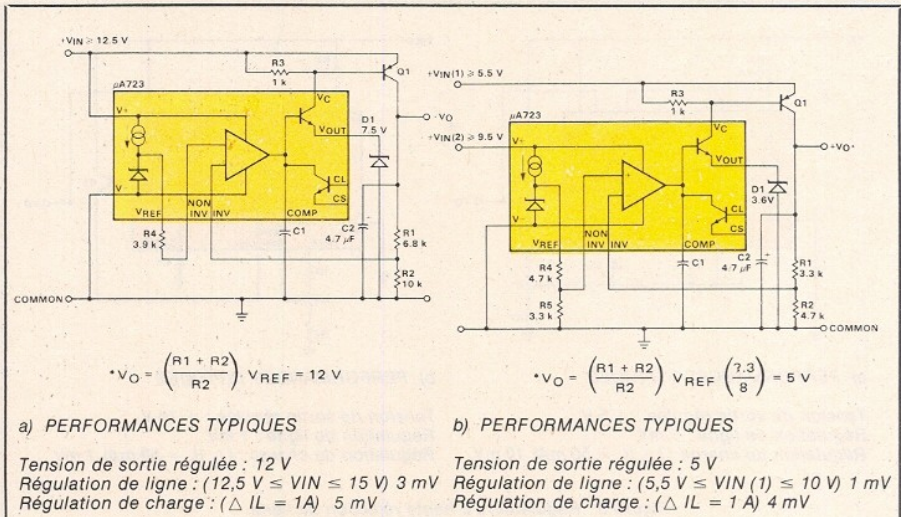 +VIN ≥ 12.5 V
R3
1 k
Q1
μA723
V+
VC
VOUT
D1
7.5 V
-VO
CL
CS
V-
VREF
NON
INV
INV
COMP
R4
3.9 k
C1
C2
4.7 μF
R1
6.8 k
R2
10 k
COMMON
*VO = (R1 + R2 / R2) VREF = 12 V
a) PERFORMANCES TYPIQUES
Tension de sortie régulée : 12 V
Régulation de ligne : (12,5 V ≤ VIN ≤ 15 V) 3 mV
Régulation de charge : (△ IL = 1A) 5 mV
+VIN(1) ≥ 5.5 V
R3
1 k
Q1
μA723
+VIN(2) ≥ 9.5 V
V+
VC
VOUT
+VO*
D1
3.6V
CL
CS
V-
VREF
NON
INV
INV
COMP
R4
4.7 k
C1
C2
4.7 μF
R1
3.3 k
R5
3.3 k
R2
4.7 k
COMMON
*VO = (R1 + R2 / R2) VREF (?.3 / 8) = 5 V
b) PERFORMANCES TYPIQUES
Tension de sortie régulée : 5 V
Régulation de ligne : (5,5 V ≤ VIN (1) ≤ 10 V) 1 mV
Régulation de charge : (△ IL = 1 A) 4 mV